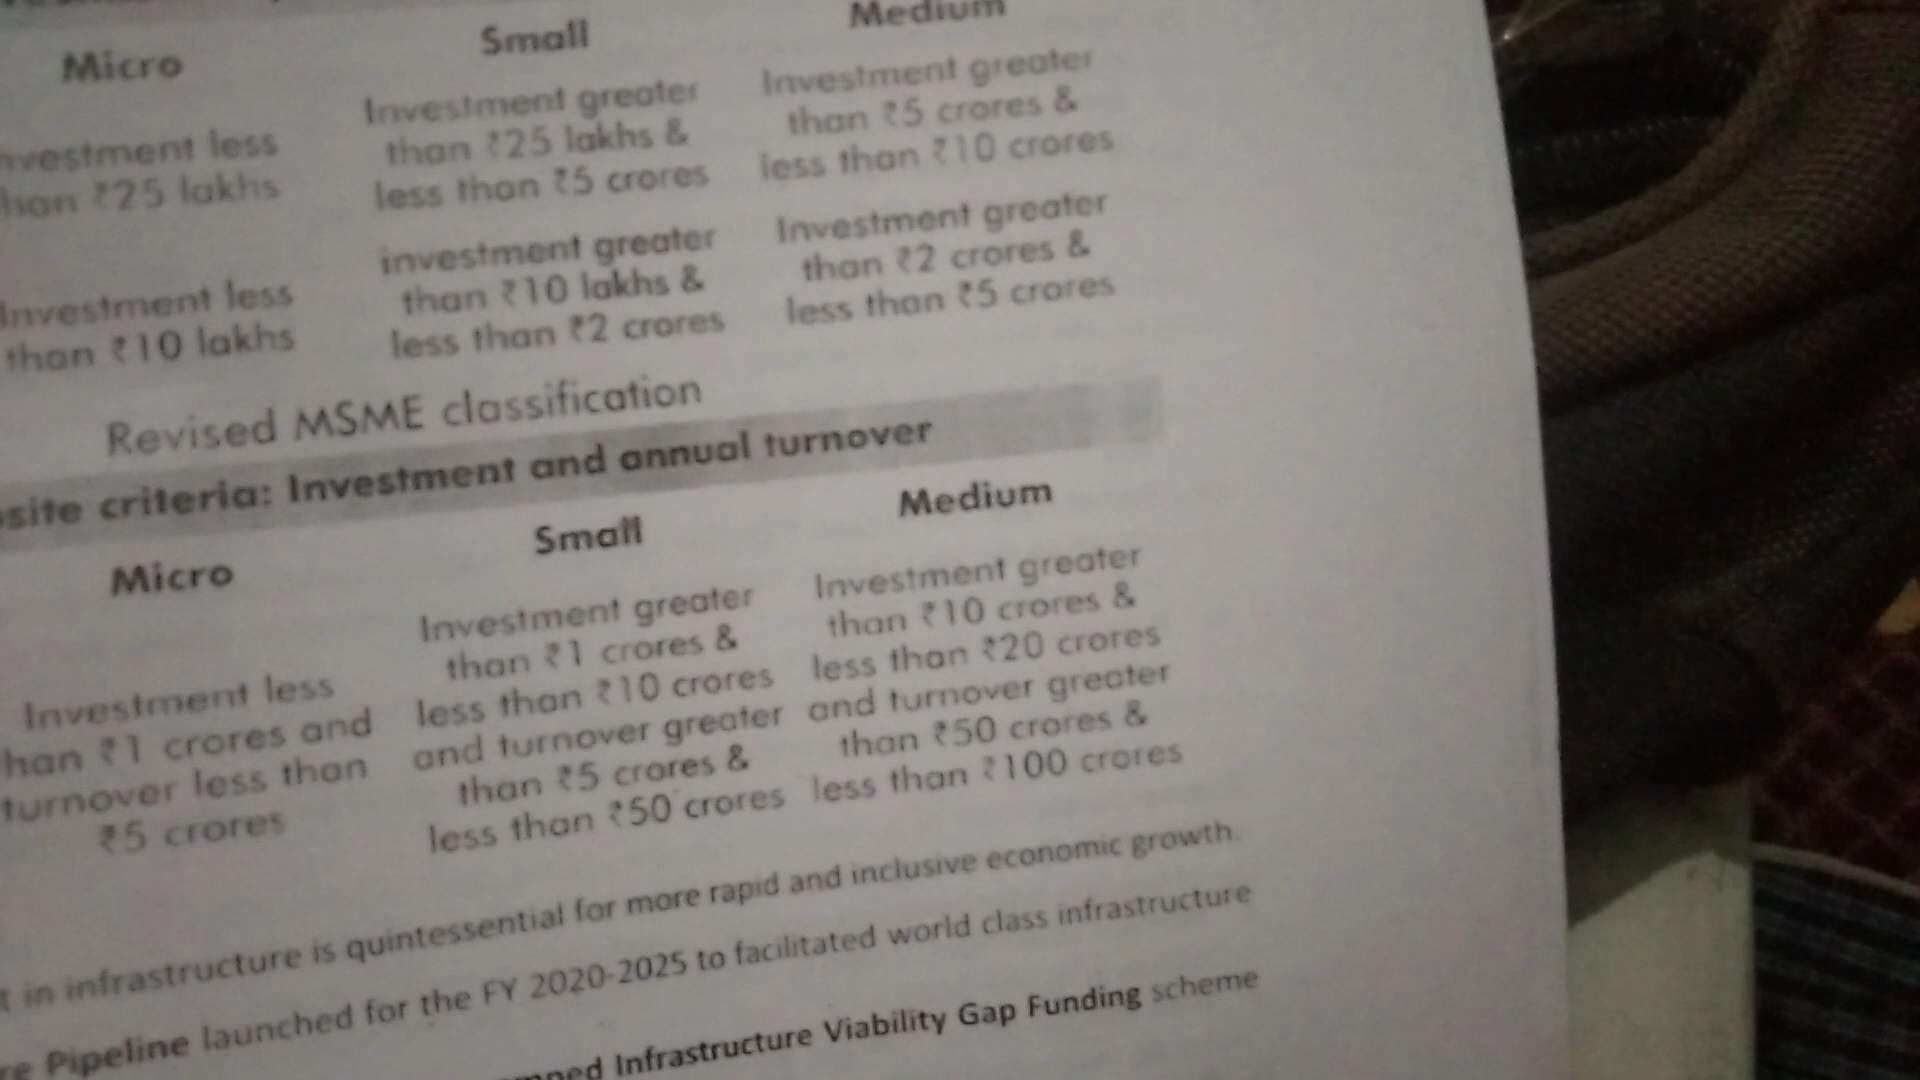 Micro Small Medium
nvestment less
han ₹25 lakhs
Investment greater
than ₹25 lakhs &
less than ₹5 crores
Investment greater
than ₹5 crores &
less than ₹10 crores
Investment less
than ₹10 lakhs
investment greater
than ₹10 lakhs &
less than ₹2 crores
Investment greater
than ₹2 crores &
less than ₹5 crores
Revised MSME classification
site criteria: Investment and annual turnover
Micro Small Medium
Investment less
han ₹1 crores and
turnover less than
₹5 crores
Investment greater
than ₹1 crores &
less than ₹10 crores
and turnover greater
than ₹5 crores &
less than ₹50 crores
Investment greater
than ₹10 crores &
less than ₹20 crores
and turnover greater
than ₹50 crores &
less than ₹100 crores
t in infrastructure is quintessential for more rapid and inclusive economic growth.
re Pipeline launched for the FY 2020-2025 to facilitated world class infrastructure
Infrastructure Viability Gap Funding scheme